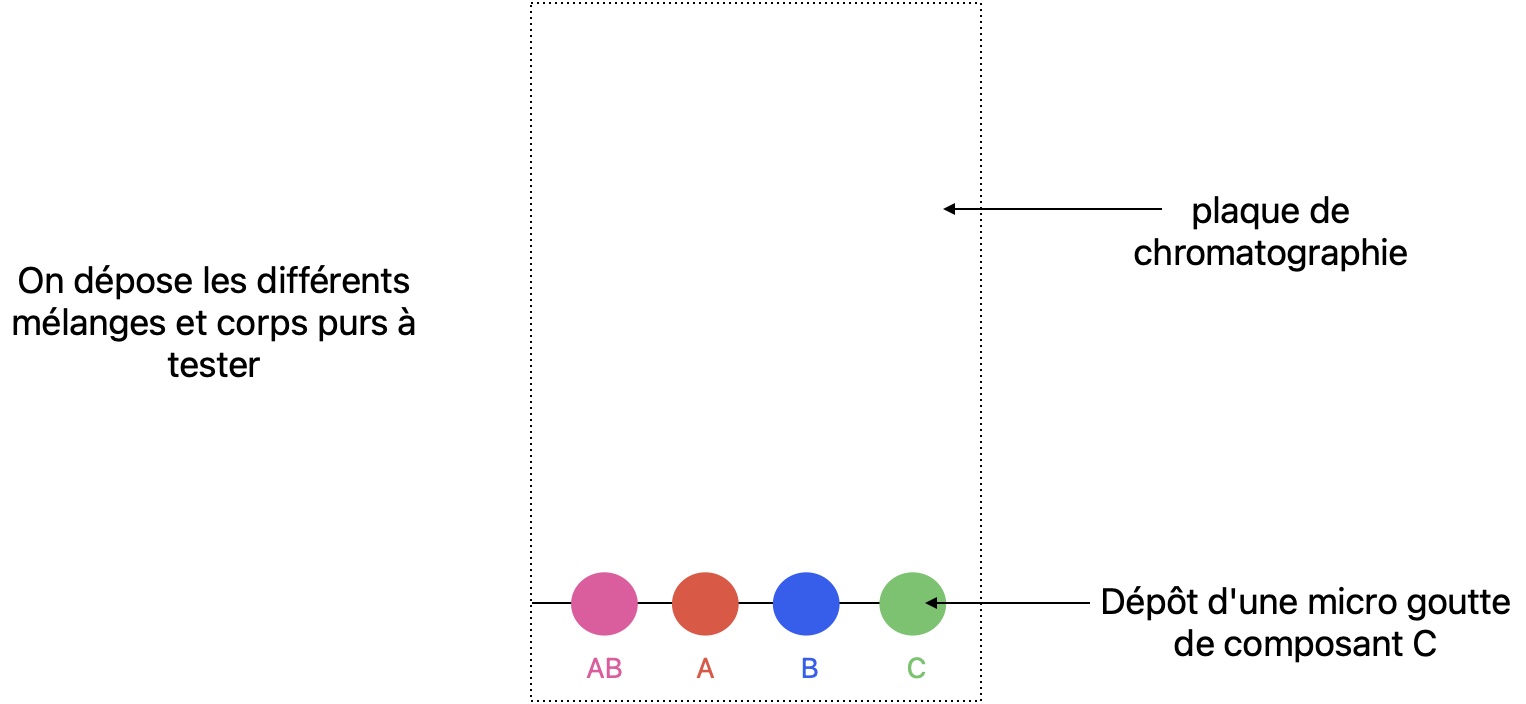 On dépose les différents
mélanges et corps purs à
tester
plaque de
chromatographie
Dépôt d'une micro goutte
de composant C
AB A B C